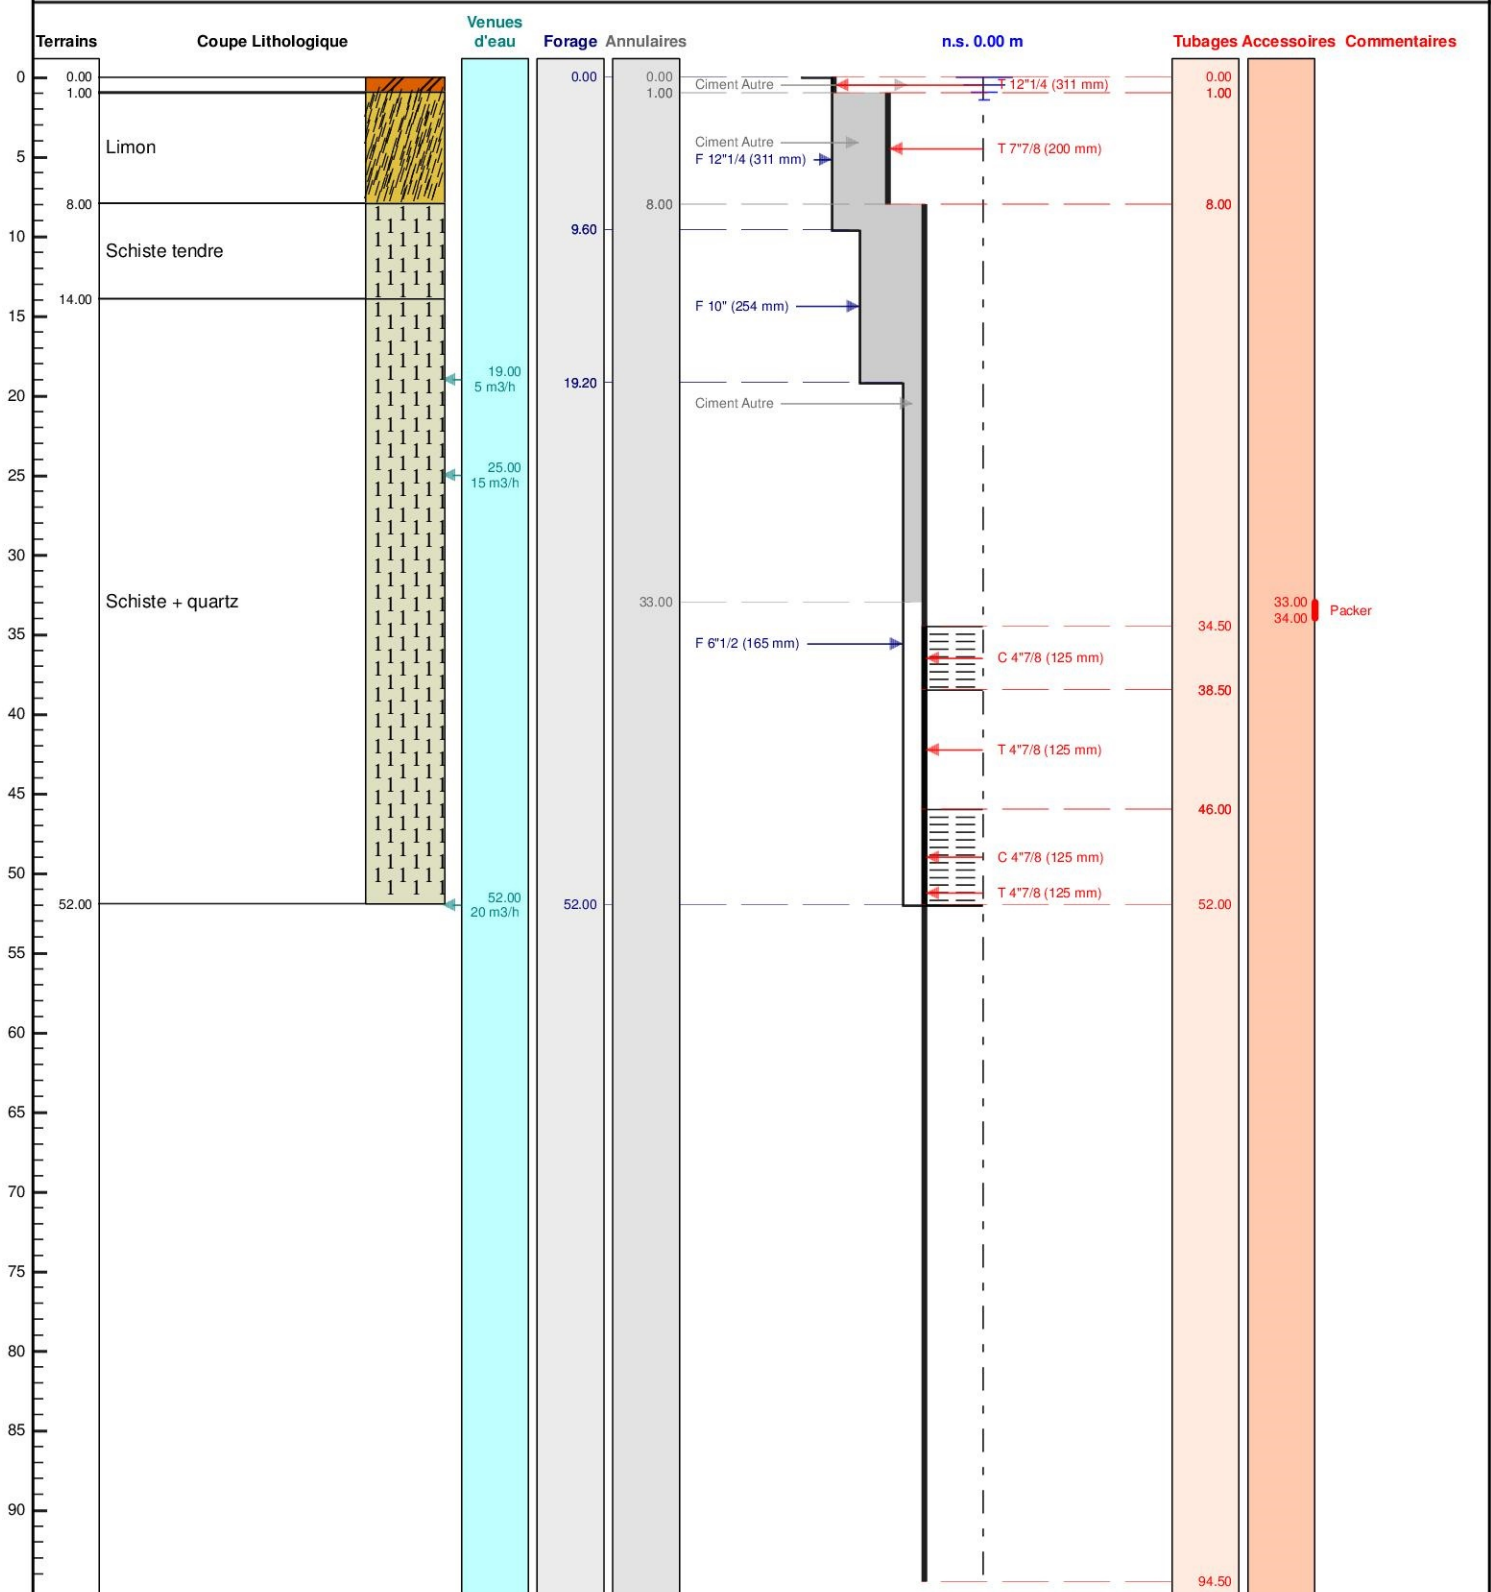 Venues
Terrains Coupe Lithologique d'eau Forage Annulaires n.s. 0.00 m Tubages Accessoires Commentaires
0 0.00 0.00 0.00 Ciment Autre T 12"1/4 (311 mm) 0.00
1.00 1.00 1.00
Limon Ciment Autre T 7"7/8 (200 mm)
5 F 12"1/4 (311 mm)
8.00 8.00 8.00
10 9.60
Schiste tendre
14.00 F 10" (254 mm)
15
19.00
5 m3/h 19.20
20 Ciment Autre
25 25.00
15 m3/h
30
Schiste + quartz 33.00 33.00 Packer
34.00
34.50
35 F 6"1/2 (165 mm)
C 4"7/8 (125 mm)
38.50
40
T 4"7/8 (125 mm)
45
46.00
C 4"7/8 (125 mm)
50 T 4"7/8 (125 mm)
52.00 52.00 52.00 52.00
20 m3/h
55
60
65
70
75
80
85
90
94.50